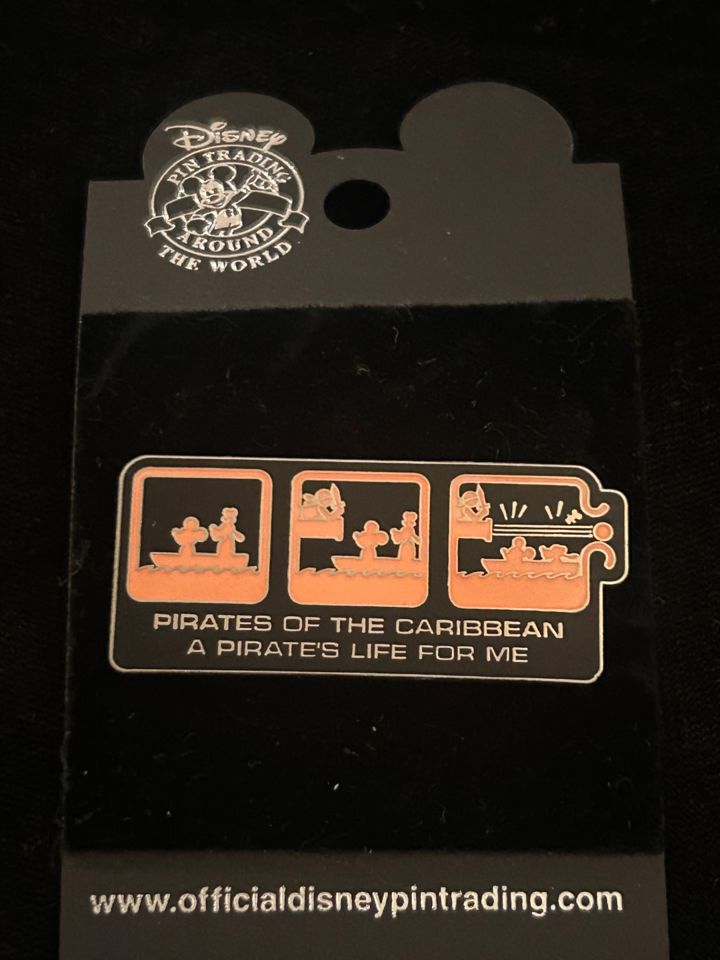 Disney
PIN TRADING
AROUND
THE WORLD
PIRATES OF THE CARIBBEAN
A PIRATE'S LIFE FOR ME
www.officialdisneypintrading.com